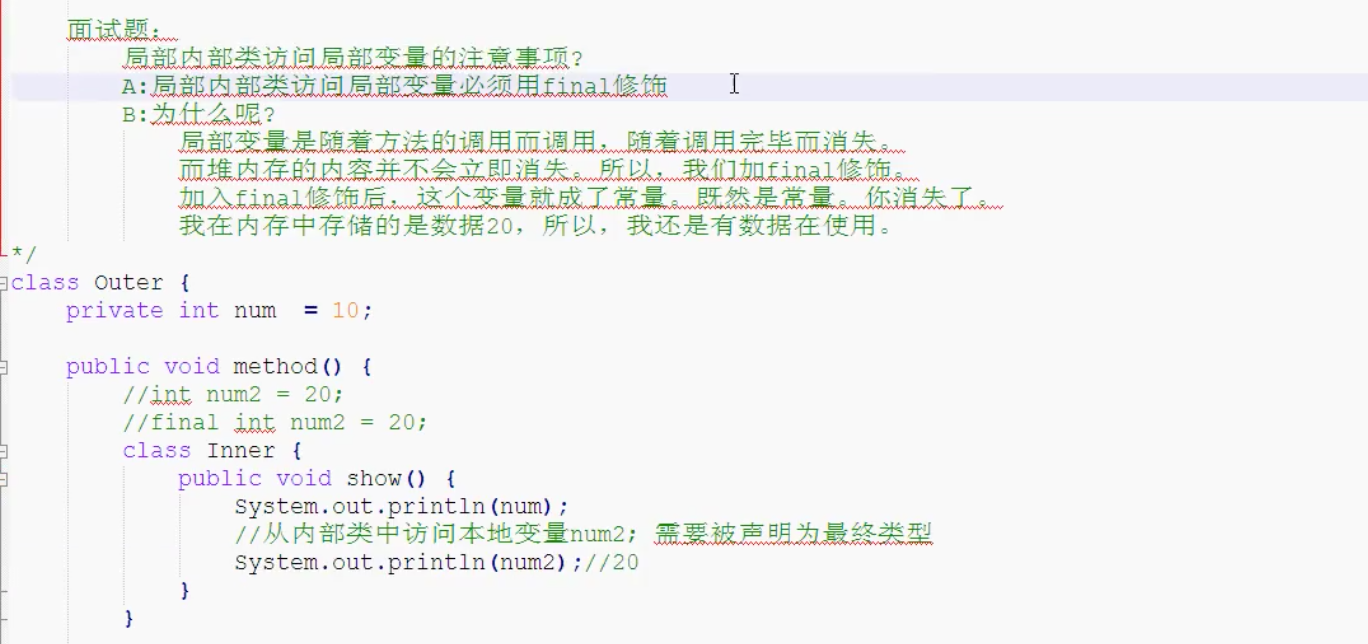 面试题：
局部内部类访问局部变量的注意事项?
A:局部内部类访问局部变量必须用final修饰
B:为什么呢?
局部变量是随着方法的调用而调用，随着调用完毕而消失。
而堆内存的内容并不会立即消失。所以，我们加final修饰。
加入final修饰后，这个变量就成了常量。既然是常量。你消失了。
我在内存中存储的是数据20，所以，我还是有数据在使用。
*/
class Outer {
private int num  = 10;
public void method() {
//int num2 = 20;
//final int num2 = 20;
class Inner {
public void show() {
System.out.println(num);
//从内部类中访问本地变量num2; 需要被声明为最终类型
System.out.println(num2);//20
}
}